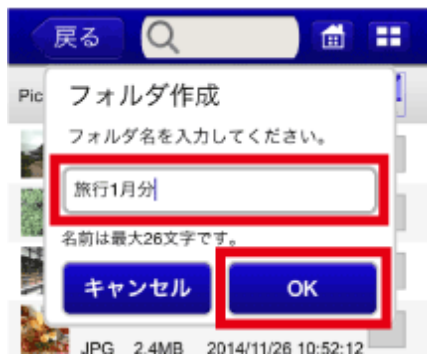 戻る
Pic
フォルダ作成
フォルダ名を入力してください。
旅行1月分
名前は最大26文字です。
キャンセル
OK
JPG 2.4MB 2014/11/26 10:52:12